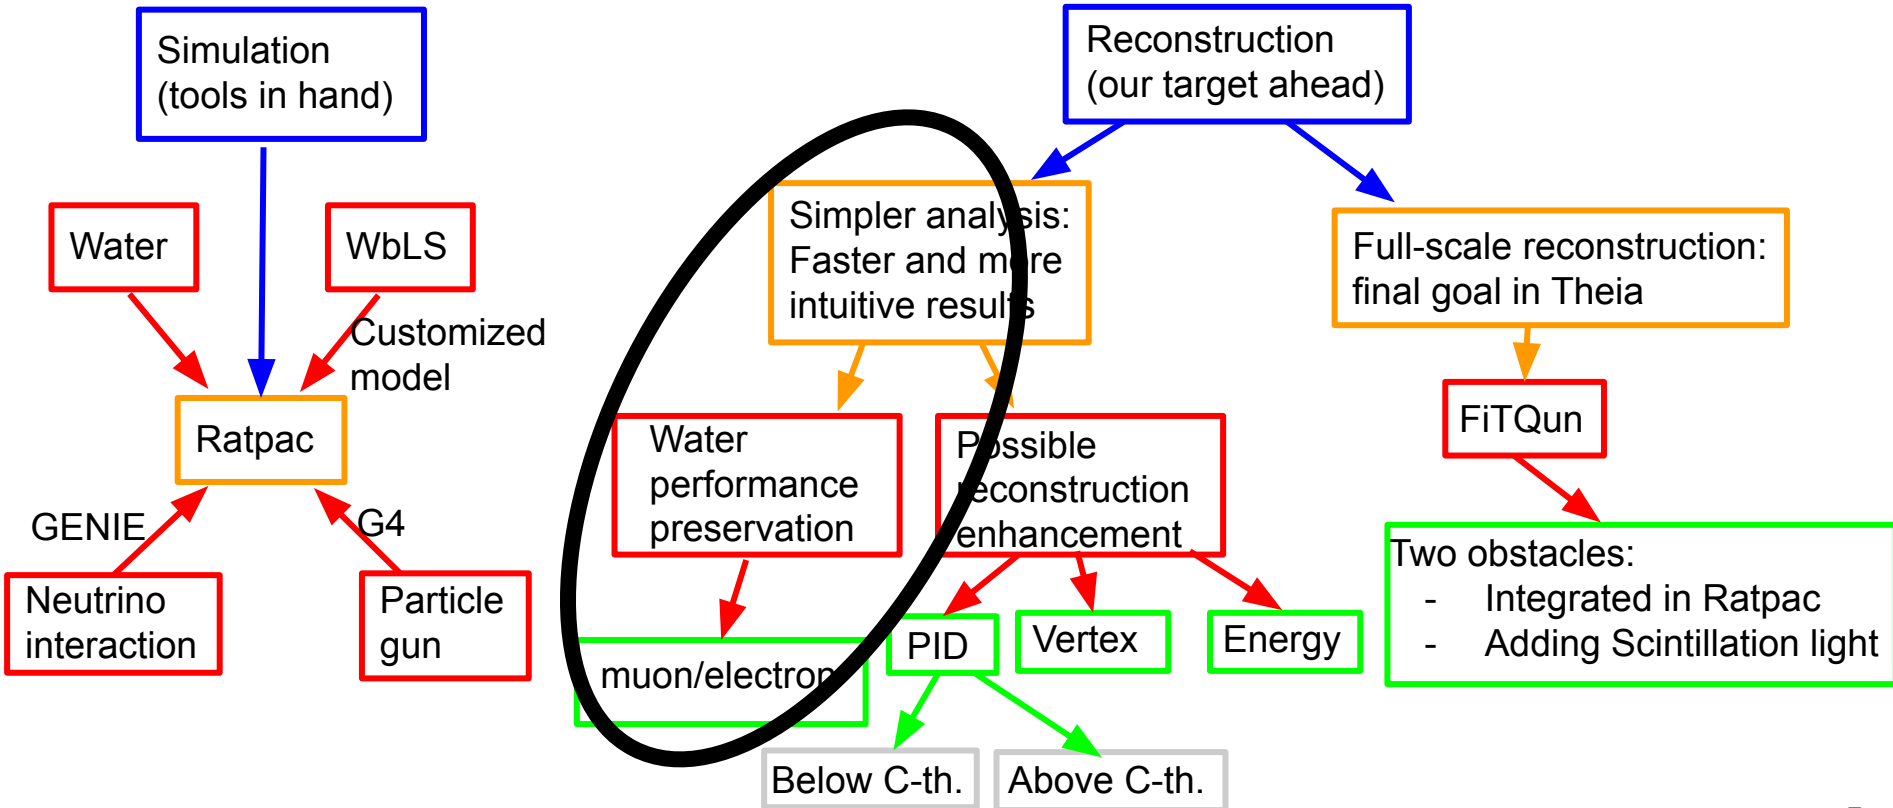 Simulation
(tools in hand)
Water
WbLS
Customized
model
Ratpac
GENIE
G4
Neutrino
interaction
Particle
gun
Reconstruction
(our target ahead)
Simpler analysis:
Faster and more
intuitive results
Full-scale reconstruction:
final goal in Theia
Water
performance
preservation
Possible
reconstruction
enhancement
FiTQun
muon/electron
PID
Vertex
Energy
Two obstacles:
- Integrated in Ratpac
- Adding Scintillation light
Below C-th.
Above C-th.